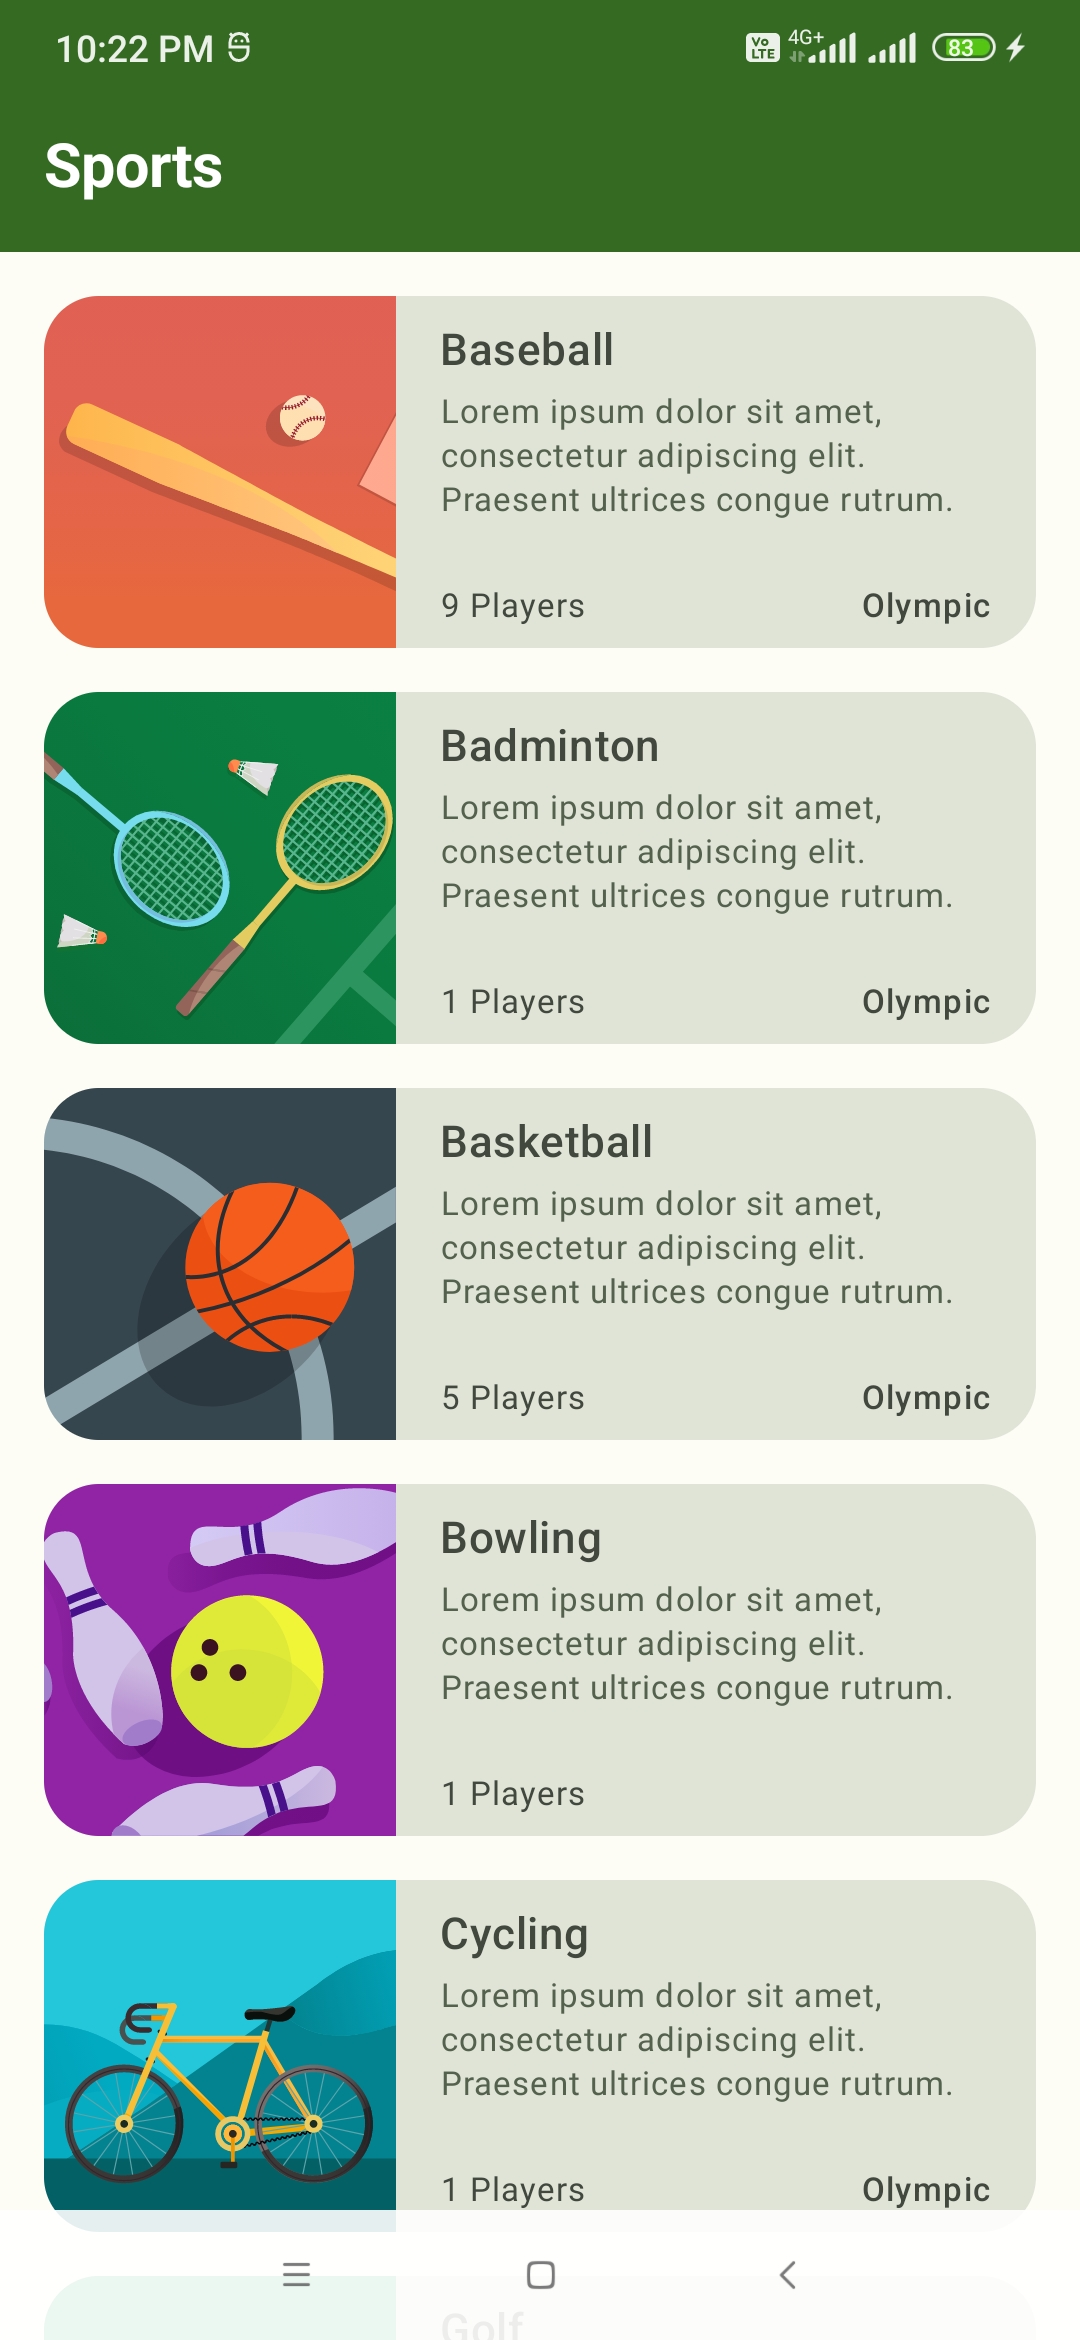 10:22 PM
Vo LTE 4G+ 83
Sports
Baseball
Lorem ipsum dolor sit amet,
consectetur adipiscing elit.
Praesent ultrices congue rutrum.
9 Players Olympic
Badminton
Lorem ipsum dolor sit amet,
consectetur adipiscing elit.
Praesent ultrices congue rutrum.
1 Players Olympic
Basketball
Lorem ipsum dolor sit amet,
consectetur adipiscing elit.
Praesent ultrices congue rutrum.
5 Players Olympic
Bowling
Lorem ipsum dolor sit amet,
consectetur adipiscing elit.
Praesent ultrices congue rutrum.
1 Players
Cycling
Lorem ipsum dolor sit amet,
consectetur adipiscing elit.
Praesent ultrices congue rutrum.
1 Players Olympic
Golf